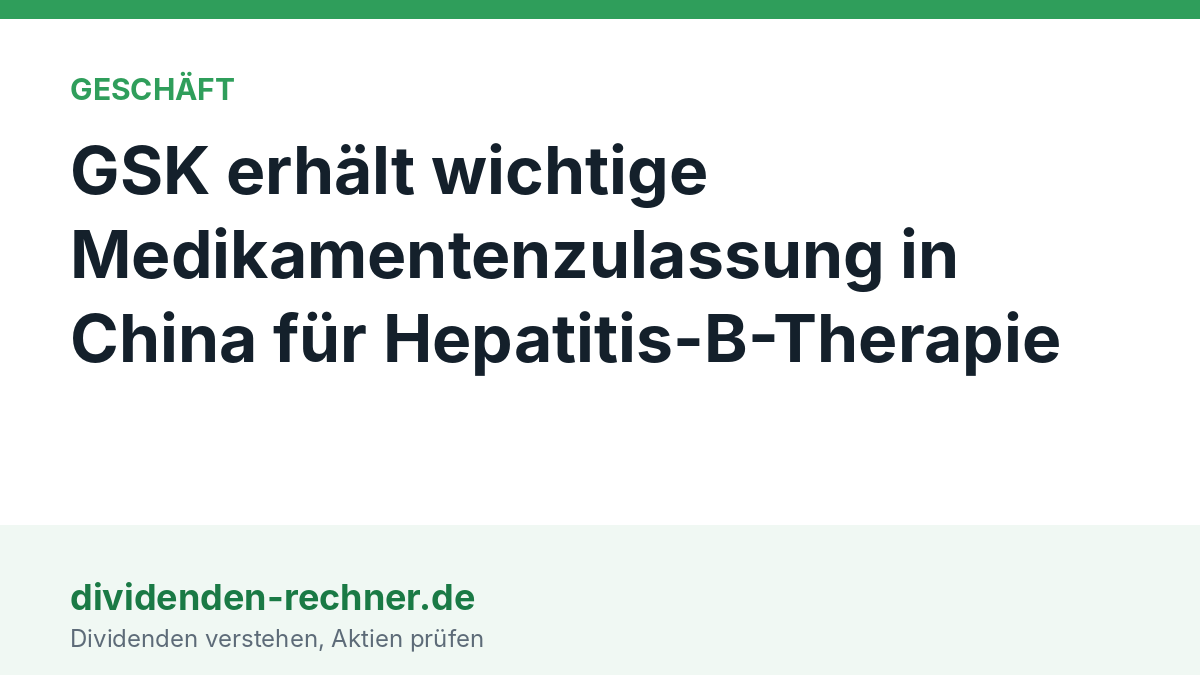 GESCHÄFT
GSK erhält wichtige
Medikamentenzulassung in
China für Hepatitis-B-Therapie
dividenden-rechner.de
Dividenden verstehen, Aktien prüfen